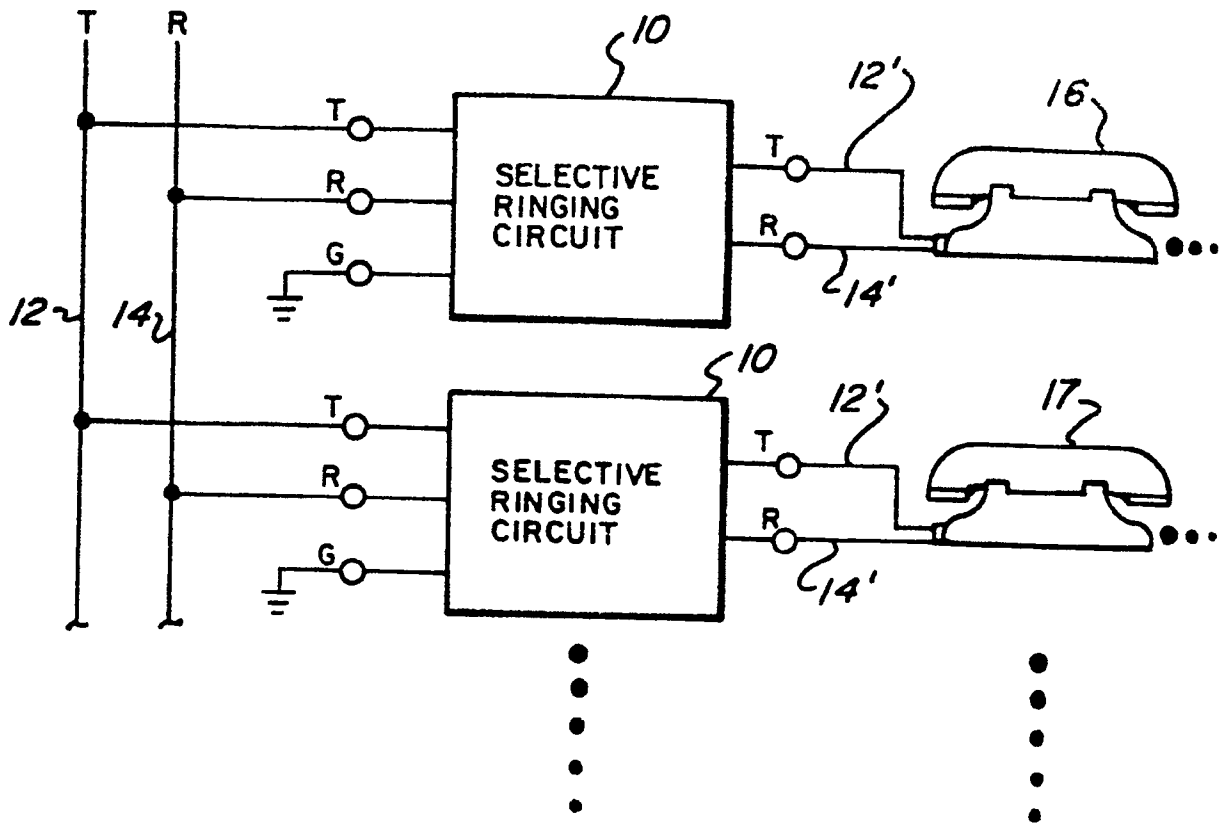 T R
10
12'
16
T
T
SELECTIVE
RINGING
CIRCUIT
R
R
G
14'
12
14
10
12'
17
T
T
SELECTIVE
RINGING
CIRCUIT
R
R
G
14'